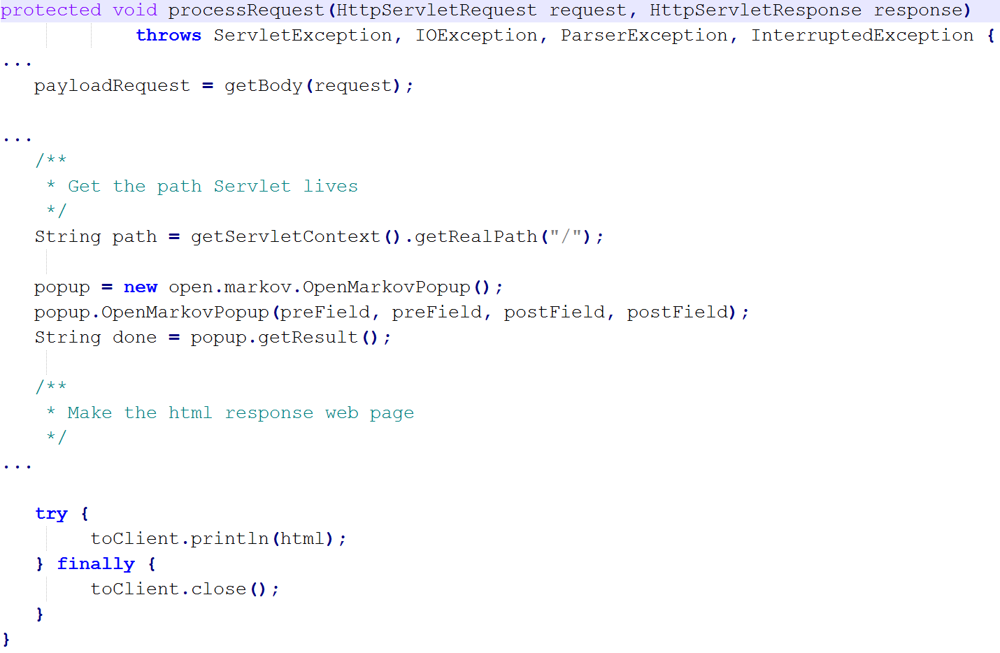 protected void processRequest(HttpServletRequest request, HttpServletResponse response)
            throws ServletException, IOException, ParserException, InterruptedException {
...
   payloadRequest = getBody(request);
...
   /**
    * Get the path Servlet lives
    */
   String path = getServletContext().getRealPath("/");
   popup = new open.markov.OpenMarkovPopup();
   popup.OpenMarkovPopup(preField, preField, postField, postField);
   String done = popup.getResult();
   /**
    * Make the html response web page
    */
...
   try {
        toClient.println(html);
   } finally {
        toClient.close();
   }
}